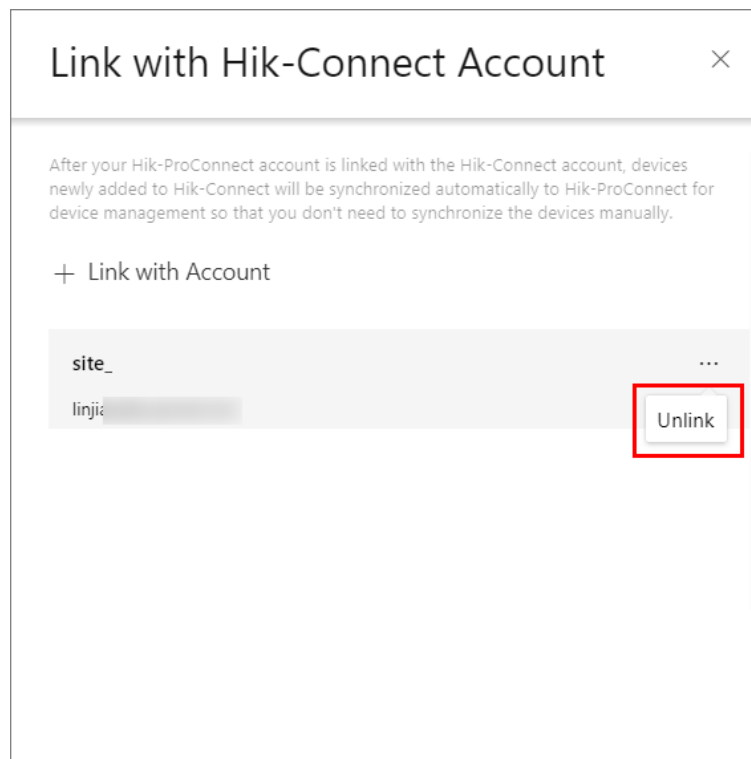 Link with Hik-Connect Account
After your Hik-ProConnect account is linked with the Hik-Connect account, devices
newly added to Hik-Connect will be synchronized automatically to Hik-ProConnect for
device management so that you don't need to synchronize the devices manually.
+ Link with Account
site_
...
Unlink